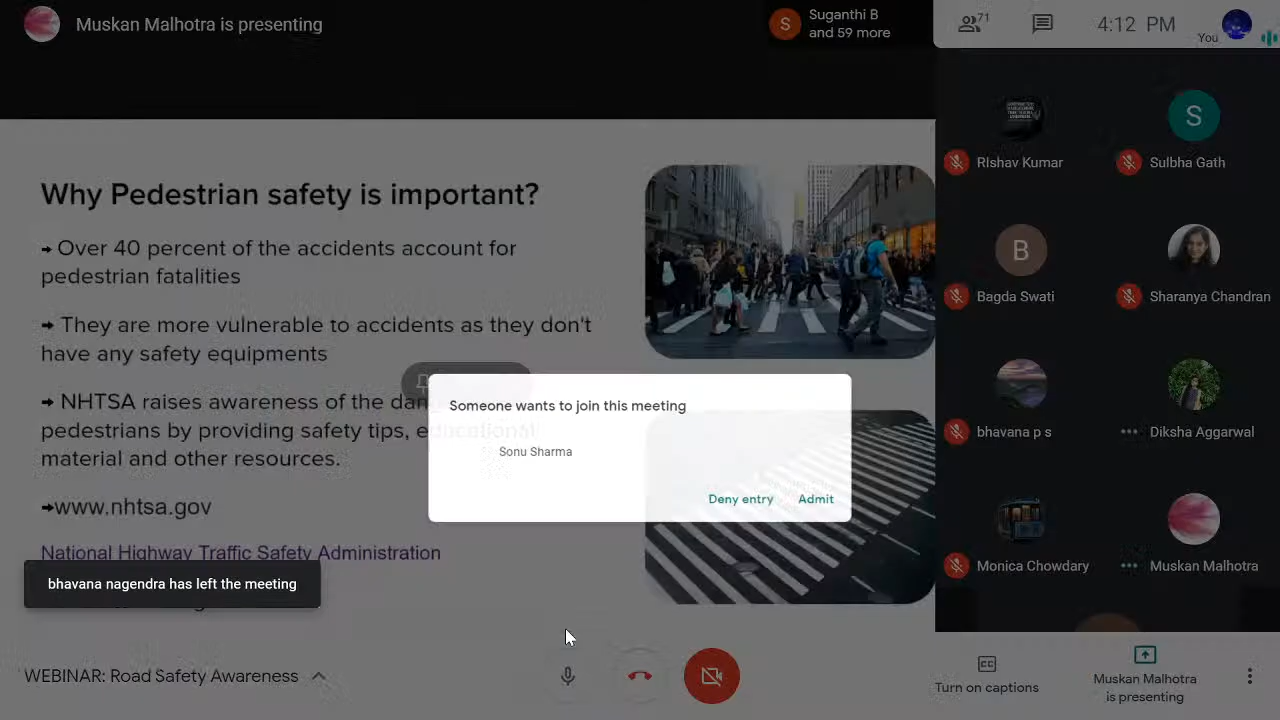 Muskan Malhotra is presenting
S
Suganthi B
and 59 more
71
4:12 PM
You
Why Pedestrian safety is important?
→ Over 40 percent of the accidents account for
pedestrian fatalities
→ They are more vulnerable to accidents as they don't
have any safety equipments
→ NHTSA raises awareness of the
pedestrians by providing safety tips, educational
material and other resources.
→www.nhtsa.gov
National Highway Traffic Safety Administration
Someone wants to join this meeting
Sonu Sharma
Deny entry
Admit
bhavana nagendra has left the meeting
RIshav Kumar
S
Sulbha Gath
B
Bagda Swati
Sharanya Chandran
bhavana p s
Diksha Aggarwal
Monica Chowdary
Muskan Malhotra
WEBINAR: Road Safety Awareness
CC
Turn on captions
Muskan Malhotra
is presenting